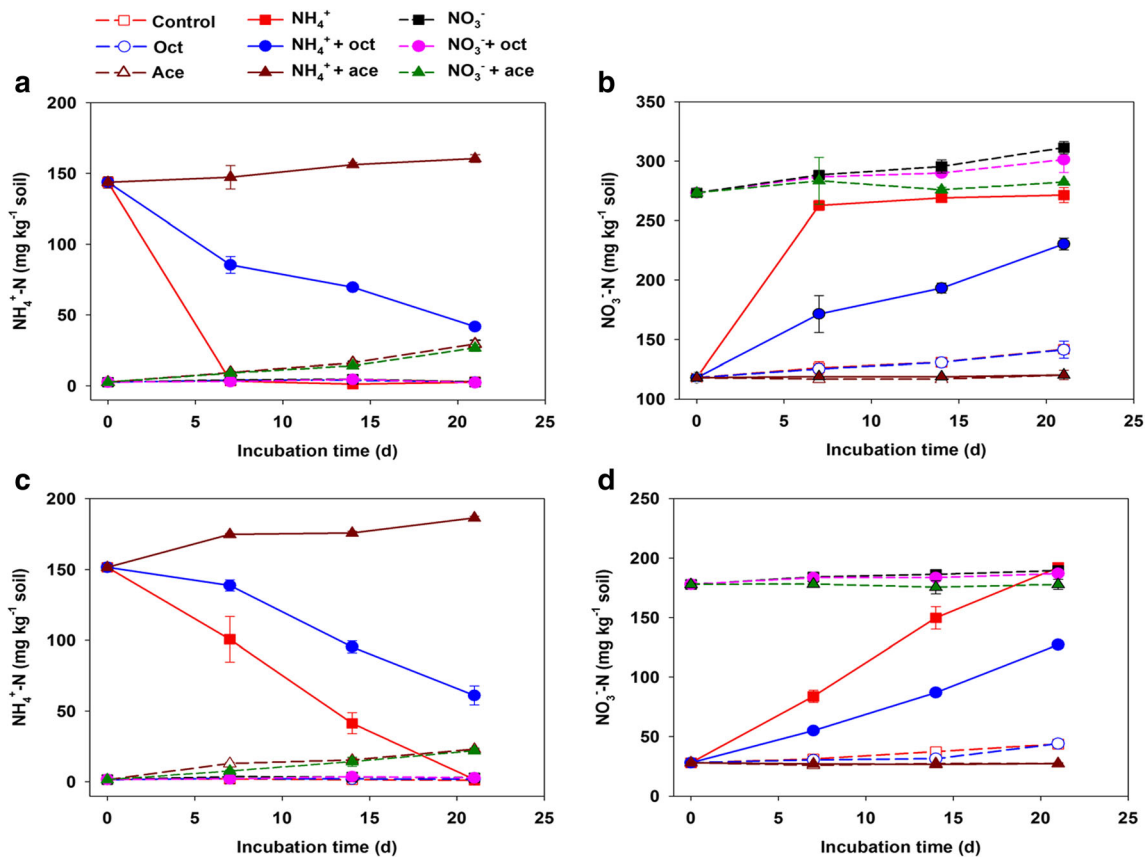 Control NH₄⁺ NO₃⁻
Oct NH₄⁺ + oct NO₃⁻+ oct
Ace NH₄⁺ + ace NO₃⁻ + ace
a
200
150
100
50
0
NH₄⁺-N (mg kg⁻¹ soil)
0 5 10 15 20 25
Incubation time (d)
b
350
300
250
200
150
100
NO₃⁻-N (mg kg⁻¹ soil)
0 5 10 15 20 25
Incubation time (d)
c
200
150
100
50
0
NH₄⁺-N (mg kg⁻¹ soil)
0 5 10 15 20 25
Incubation time (d)
d
250
200
150
100
50
0
NO₃⁻-N (mg kg⁻¹ soil)
0 5 10 15 20 25
Incubation time (d)